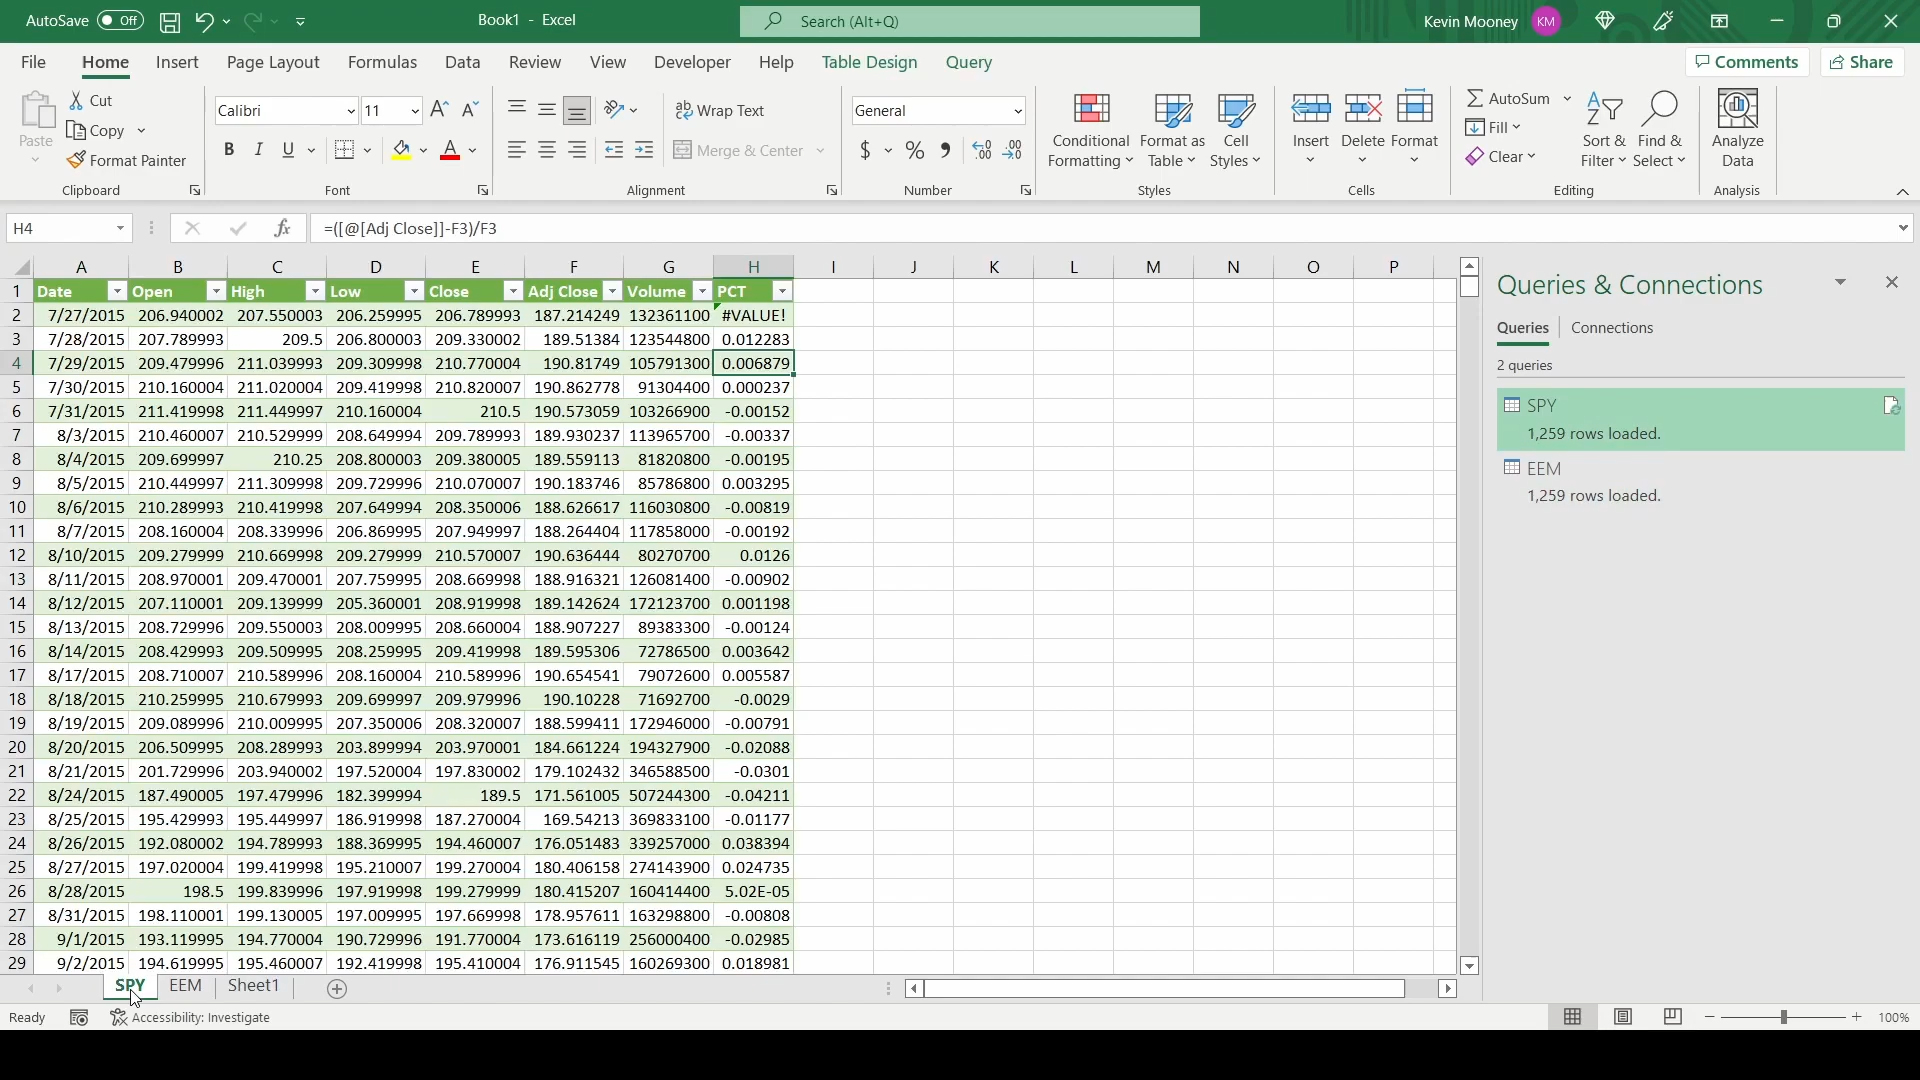 AutoSave Off Book1 - Excel Search (Alt+Q) Kevin Mooney KM
File Home Insert Page Layout Formulas Data Review View Developer Help Table Design Query Comments Share
Paste Cut Copy Format Painter Clipboard
Calibri 11 B I U A Font
ab Wrap Text Merge & Center Alignment
General $ % Number
Conditional Formatting Format as Table Cell Styles Styles
Insert Delete Format Cells
AutoSum Fill Clear Sort & Filter Find & Select Editing
Analyze Data Analysis
H4 fx =([@[Adj Close]]-F3)/F3
A B C D E F G H I J K L M N O P
1 Date Open High Low Close Adj Close Volume PCT
2 7/27/2015 206.940002 207.550003 206.259995 206.789993 187.214249 132361100 #VALUE!
3 7/28/2015 207.789993 209.5 206.800003 209.330002 189.51384 123544800 0.012283
4 7/29/2015 209.479996 211.039993 209.309998 210.770004 190.81749 105791300 0.006879
5 7/30/2015 210.160004 211.020004 209.419998 210.820007 190.862778 91304400 0.000237
6 7/31/2015 211.419998 211.449997 210.160004 210.5 190.573059 103266900 -0.00152
7 8/3/2015 210.460007 210.529999 208.649994 209.789993 189.930237 113965700 -0.00337
8 8/4/2015 209.699997 210.25 208.800003 209.380005 189.559113 81820800 -0.00195
9 8/5/2015 210.449997 211.309998 209.729996 210.070007 190.183746 85786800 0.003295
10 8/6/2015 210.289993 210.419998 207.649994 208.350006 188.626617 116030800 -0.00819
11 8/7/2015 208.160004 208.339996 206.869995 207.949997 188.264404 117858000 -0.00192
12 8/10/2015 209.279999 210.669998 209.279999 210.570007 190.636444 80270700 0.0126
13 8/11/2015 208.970001 209.470001 207.759995 208.669998 188.916321 126081400 -0.00902
14 8/12/2015 207.110001 209.139999 205.360001 208.919998 189.142624 172123700 0.001198
15 8/13/2015 208.729996 209.550003 208.009995 208.660004 188.907227 89383300 -0.00124
16 8/14/2015 208.429993 209.509995 208.259995 209.419998 189.595306 72786500 0.003642
17 8/17/2015 208.710007 210.589996 208.160004 210.589996 190.654541 79072600 0.005587
18 8/18/2015 210.259995 210.679993 209.699997 209.979996 190.10228 71692700 -0.0029
19 8/19/2015 209.089996 210.009995 207.350006 208.320007 188.599411 172946000 -0.00791
20 8/20/2015 206.509995 208.289993 203.899994 203.970001 184.661224 194327900 -0.02088
21 8/21/2015 201.729996 203.940002 197.520004 197.830002 179.102432 346588500 -0.0301
22 8/24/2015 187.490005 197.479996 182.399994 189.5 171.561005 507244300 -0.04211
23 8/25/2015 195.429993 195.449997 186.919998 187.270004 169.54213 369833100 -0.01177
24 8/26/2015 192.080002 194.789993 188.369995 194.460007 176.051483 339257000 0.038394
25 8/27/2015 197.020004 199.419998 195.210007 199.270004 180.406158 274143900 0.024735
26 8/28/2015 198.5 199.839996 197.919998 199.279999 180.415207 160414400 5.02E-05
27 8/31/2015 198.110001 199.130005 197.009995 197.669998 178.957611 163298800 -0.00808
28 9/1/2015 193.119995 194.770004 190.729996 191.770004 173.616119 256000400 -0.02985
29 9/2/2015 194.619995 195.460007 192.419998 195.410004 176.911545 160269300 0.018981
Queries & Connections
Queries Connections
2 queries
SPY
1,259 rows loaded.
EEM
1,259 rows loaded.
SPY EEM Sheet1
Ready Accessibility: Investigate 100%